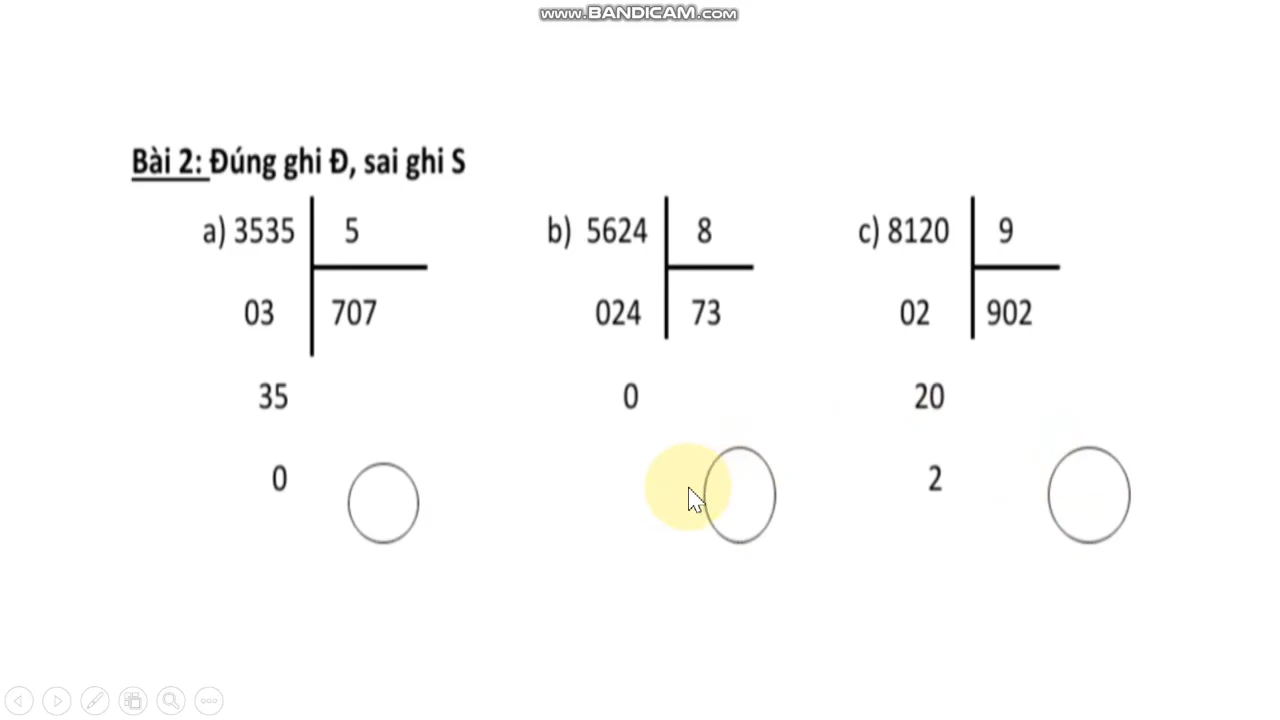 www.BANDICAM.com
Bài 2: Đúng ghi Đ, sai ghi S
a) 3535 5
03 707
35
0
b) 5624 8
024 73
0
c) 8120 9
02 902
20
2